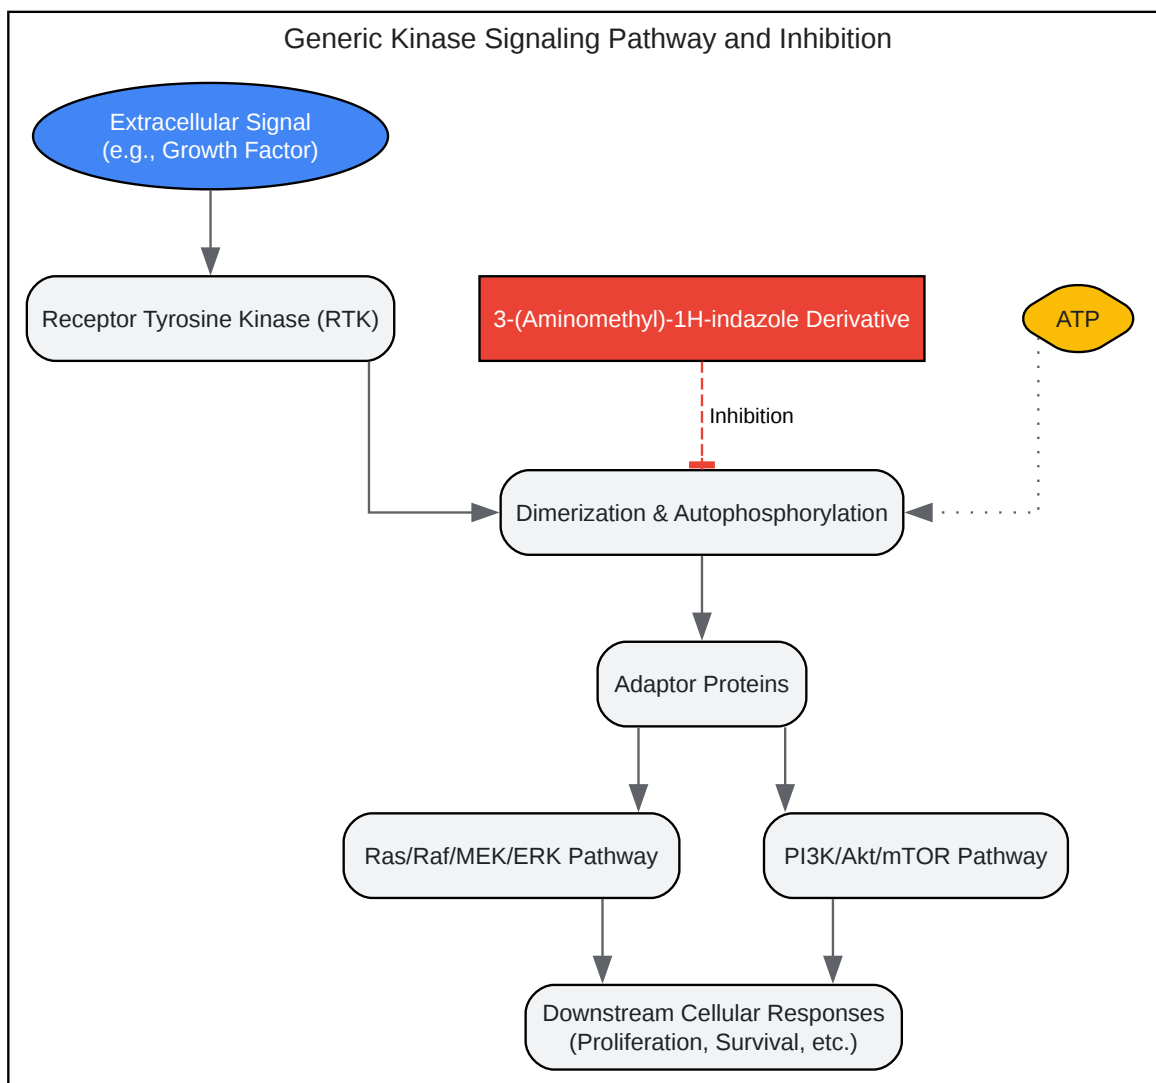 Generic Kinase Signaling Pathway and Inhibition
Extracellular Signal
(e.g., Growth Factor)
Receptor Tyrosine Kinase (RTK)
3-(Aminomethyl)-1H-indazole Derivative
ATP
Inhibition
Dimerization & Autophosphorylation
Adaptor Proteins
Ras/Raf/MEK/ERK Pathway
PI3K/Akt/mTOR Pathway
Downstream Cellular Responses
(Proliferation, Survival, etc.)